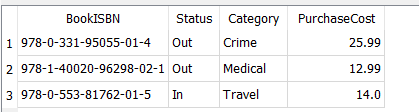 BookISBN Status Category PurchaseCost
1 978-0-331-95055-01-4 Out Crime 25.99
2 978-1-40020-96298-02-1 Out Medical 12.99
3 978-0-553-81762-01-5 In Travel 14.0